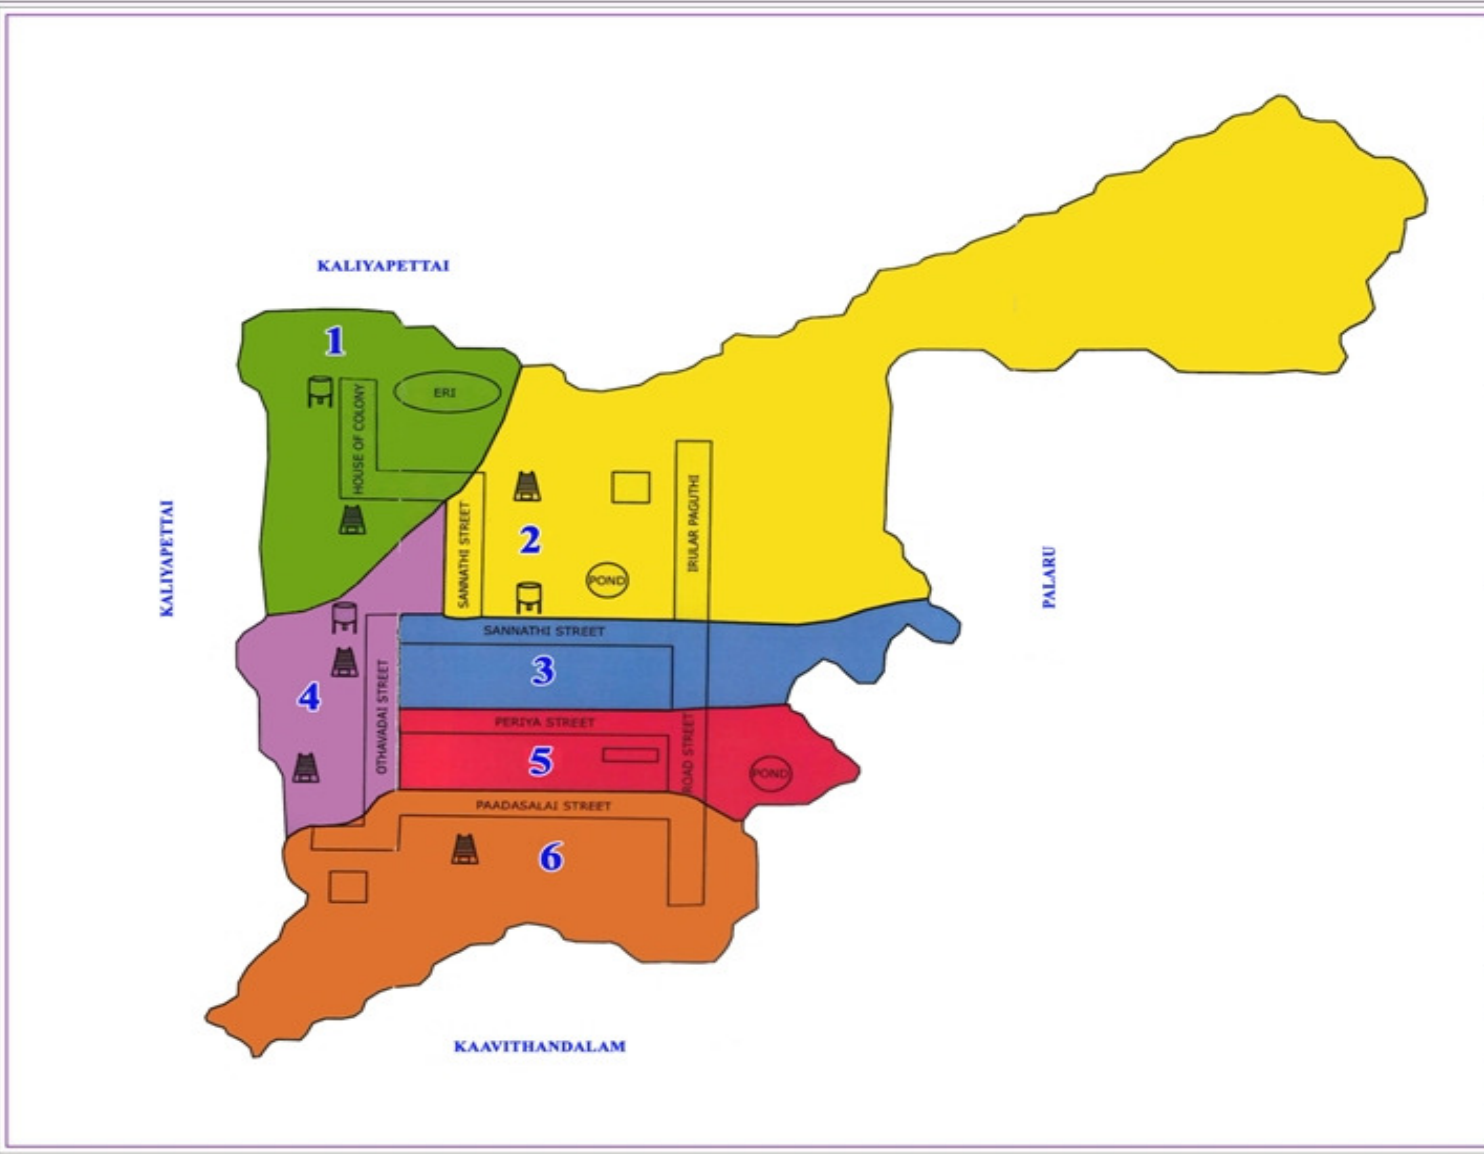 KALIYAPETTAI
1
HOUSE OF COLONY
ERI
KALIYAPETTAI
SANNATHI STREET
2
POND
IRULAR PAGUTHI
PALARU
SANNATHI STREET
3
4
OTHAVADAI STREET
PERIYA STREET
5
ROAD STREET
POND
PAADASALAI STREET
6
KAAVITHANDALAM